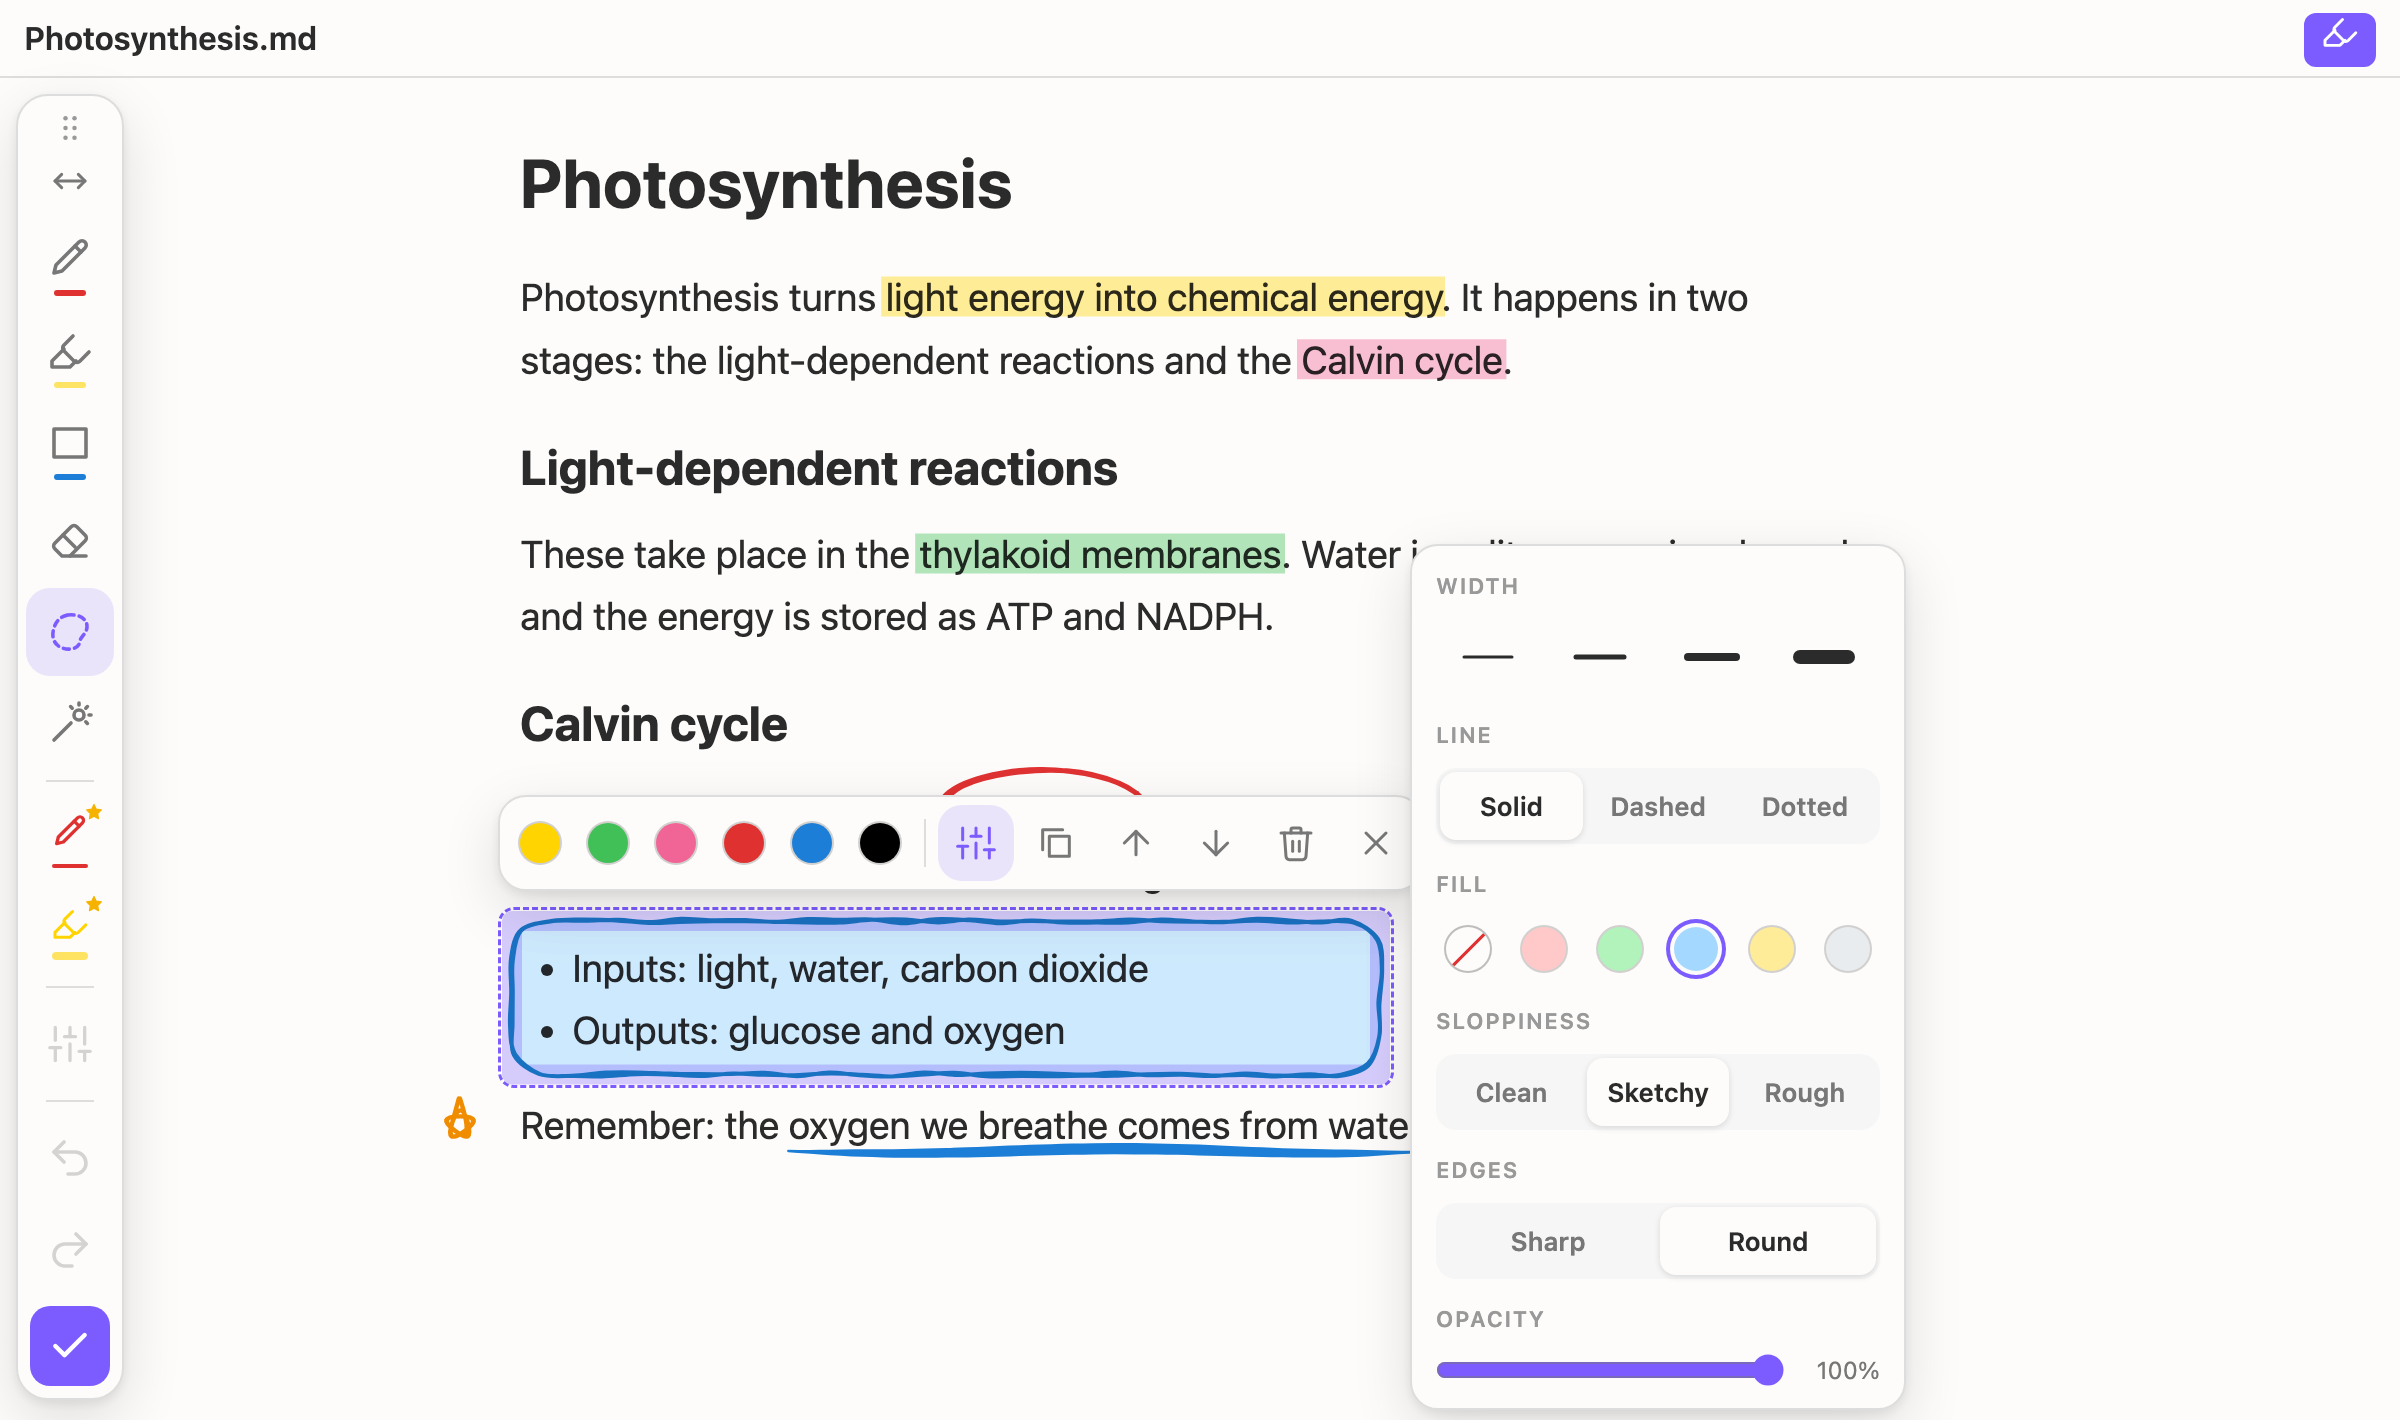 Photosynthesis.md
Photosynthesis
Photosynthesis turns light energy into chemical energy. It happens in two
stages: the light-dependent reactions and the Calvin cycle.
Light-dependent reactions
These take place in the thylakoid membranes. Water
and the energy is stored as ATP and NADPH.
Calvin cycle
Inputs: light, water, carbon dioxide
Outputs: glucose and oxygen
Remember: the oxygen we breathe comes from wate
WIDTH
LINE
Solid Dashed Dotted
FILL
SLOPPINESS
Clean Sketchy Rough
EDGES
Sharp Round
OPACITY
100%